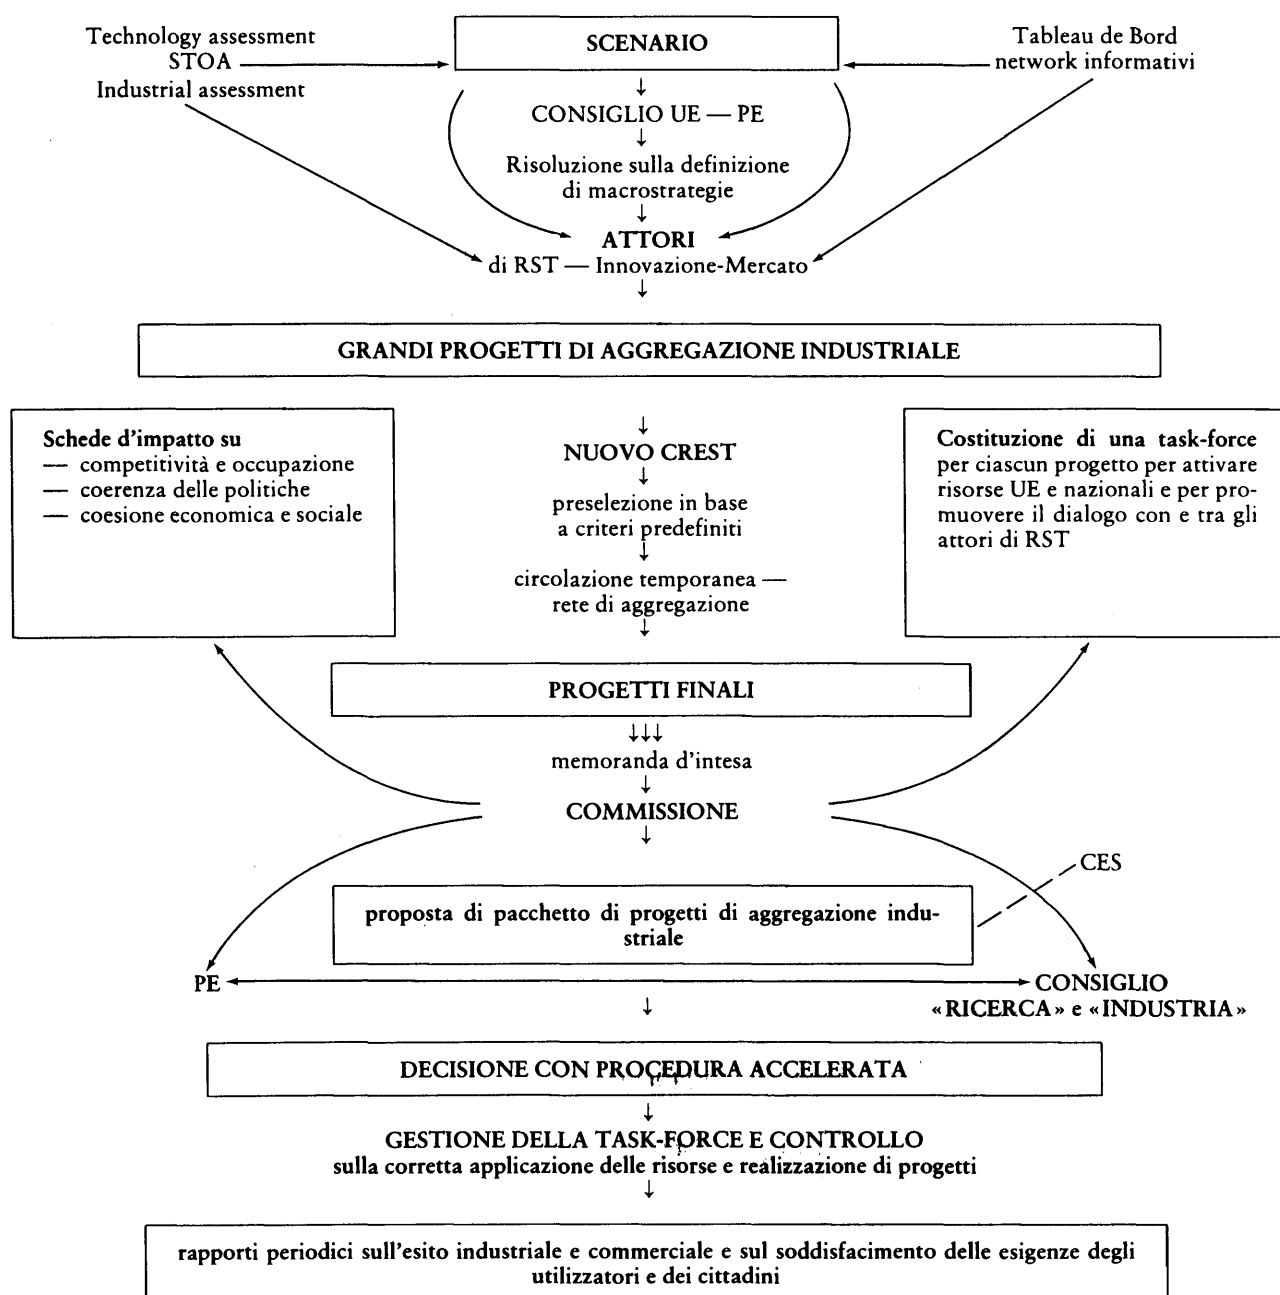 Technology assessment
STOA
Industrial assessment
SCENARIO
Tableau de Bord
network informativi
CONSIGLIO UE — PE
Risoluzione sulla definizione
di macrostrategie
ATTORI
di RST — Innovazione-Mercato
GRANDI PROGETTI DI AGGREGAZIONE INDUSTRIALE
Schede d'impatto su
— competitività e occupazione
— coerenza delle politiche
— coesione economica e sociale
NUOVO CREST
preselezione in base
a criteri predefiniti
circolazione temporanea —
rete di aggregazione
Costituzione di una task-force
per ciascun progetto per attivare
risorse UE e nazionali e per pro-
muovere il dialogo con e tra gli
attori di RST
PROGETTI FINALI
memoranda d'intesa
COMMISSIONE
CES
proposta di pacchetto di progetti di aggregazione indu-
striale
PE
CONSIGLIO
«RICERCA» e «INDUSTRIA»
DECISIONE CON PROCEDURA ACCELERATA
GESTIONE DELLA TASK-FORCE E CONTROLLO
sulla corretta applicazione delle risorse e realizzazione di progetti
rapporti periodici sull'esito industriale e commerciale e sul soddisfacimento delle esigenze degli
utilizzatori e dei cittadini